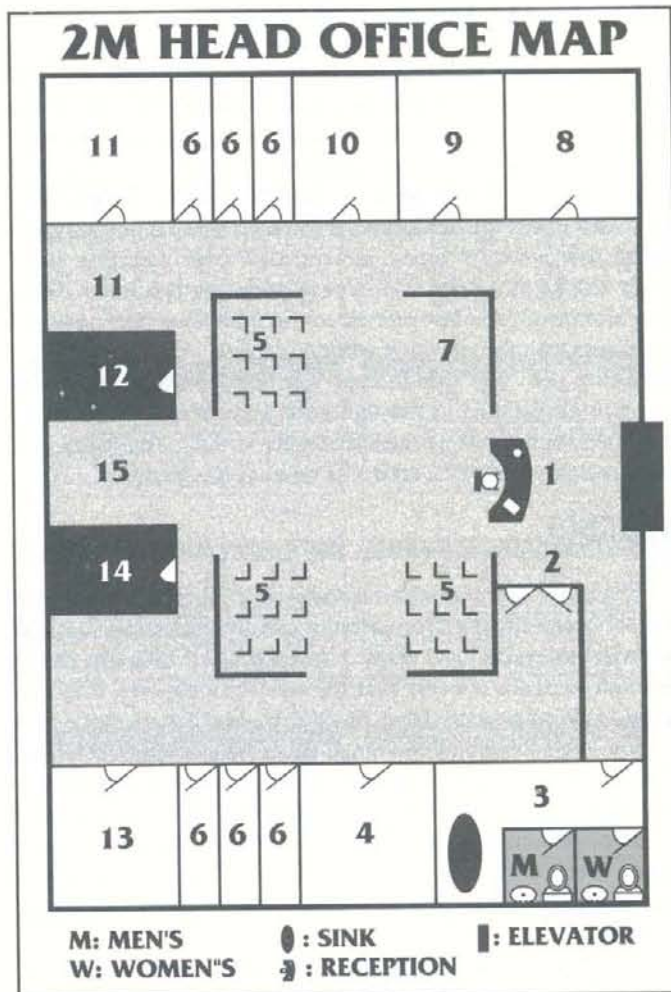 2M HEAD OFFICE MAP
11 6 6 6 10 9 8
11
5 7
12
15 1
14 2
5 5
13 6 6 6 4 3
M W
M: MEN'S : SINK : ELEVATOR
W: WOMEN"S : RECEPTION